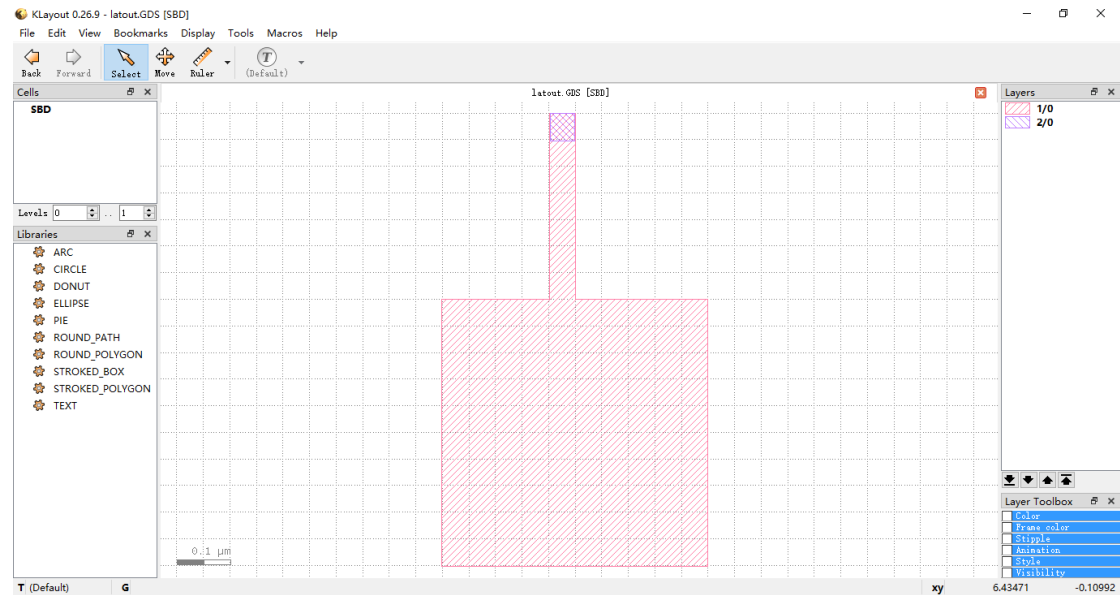 KLayout 0.26.9 - latout.GDS [SBD]
File Edit View Bookmarks Display Tools Macros Help
Back Forward Select Move Ruler T (Default)
Cells
latout.GDS [SBD]
Layers
SBD
1/0
2/0
Levels 0 .. 1
Libraries
ARC
CIRCLE
DONUT
ELLIPSE
PIE
ROUND_PATH
ROUND_POLYGON
STROKED_BOX
STROKED_POLYGON
TEXT
Layer Toolbox
Color
Frame color
Stipple
Animation
Style
Visibility
0.1 μm
T (Default) G xy 6.43471 -0.10992